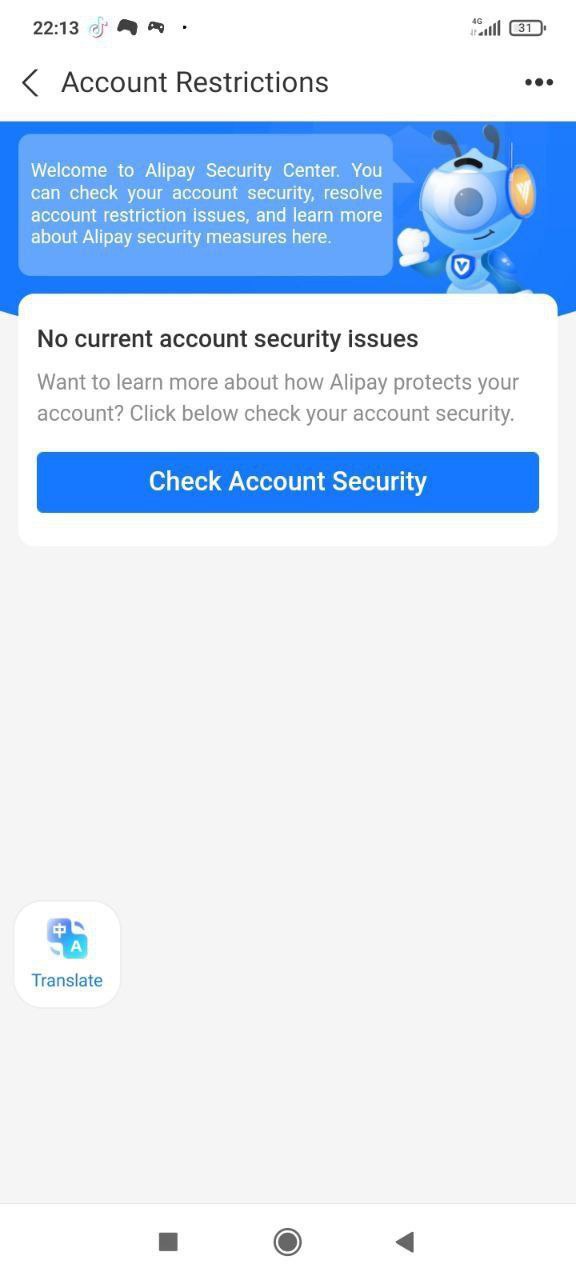 22:13
4G
31
Account Restrictions
Welcome to Alipay Security Center. You
can check your account security, resolve
account restriction issues, and learn more
about Alipay security measures here.
No current account security issues
Want to learn more about how Alipay protects your
account? Click below check your account security.
Check Account Security
中
A
Translate